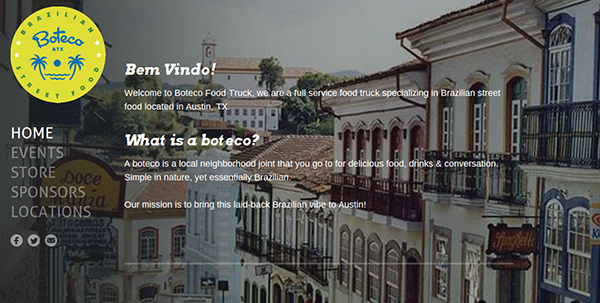 BRAZILIAN
Boteco
ATX
STREET FOOD
HOME
EVENTS
STORE
SPONSORS
LOCATIONS
Bem Vindo!
Welcome to Boteco Food Truck, we are a full service food truck specializing in Brazilian street
food located in Austin, TX.
What is a boteco?
A boteco is a local neighborhood joint that you go to for delicious food, drinks & conversation.
Simple in nature, yet essentially Brazilian.
Our mission is to bring this laid-back Brazilian vibe to Austin!
Doce
Spaghetti